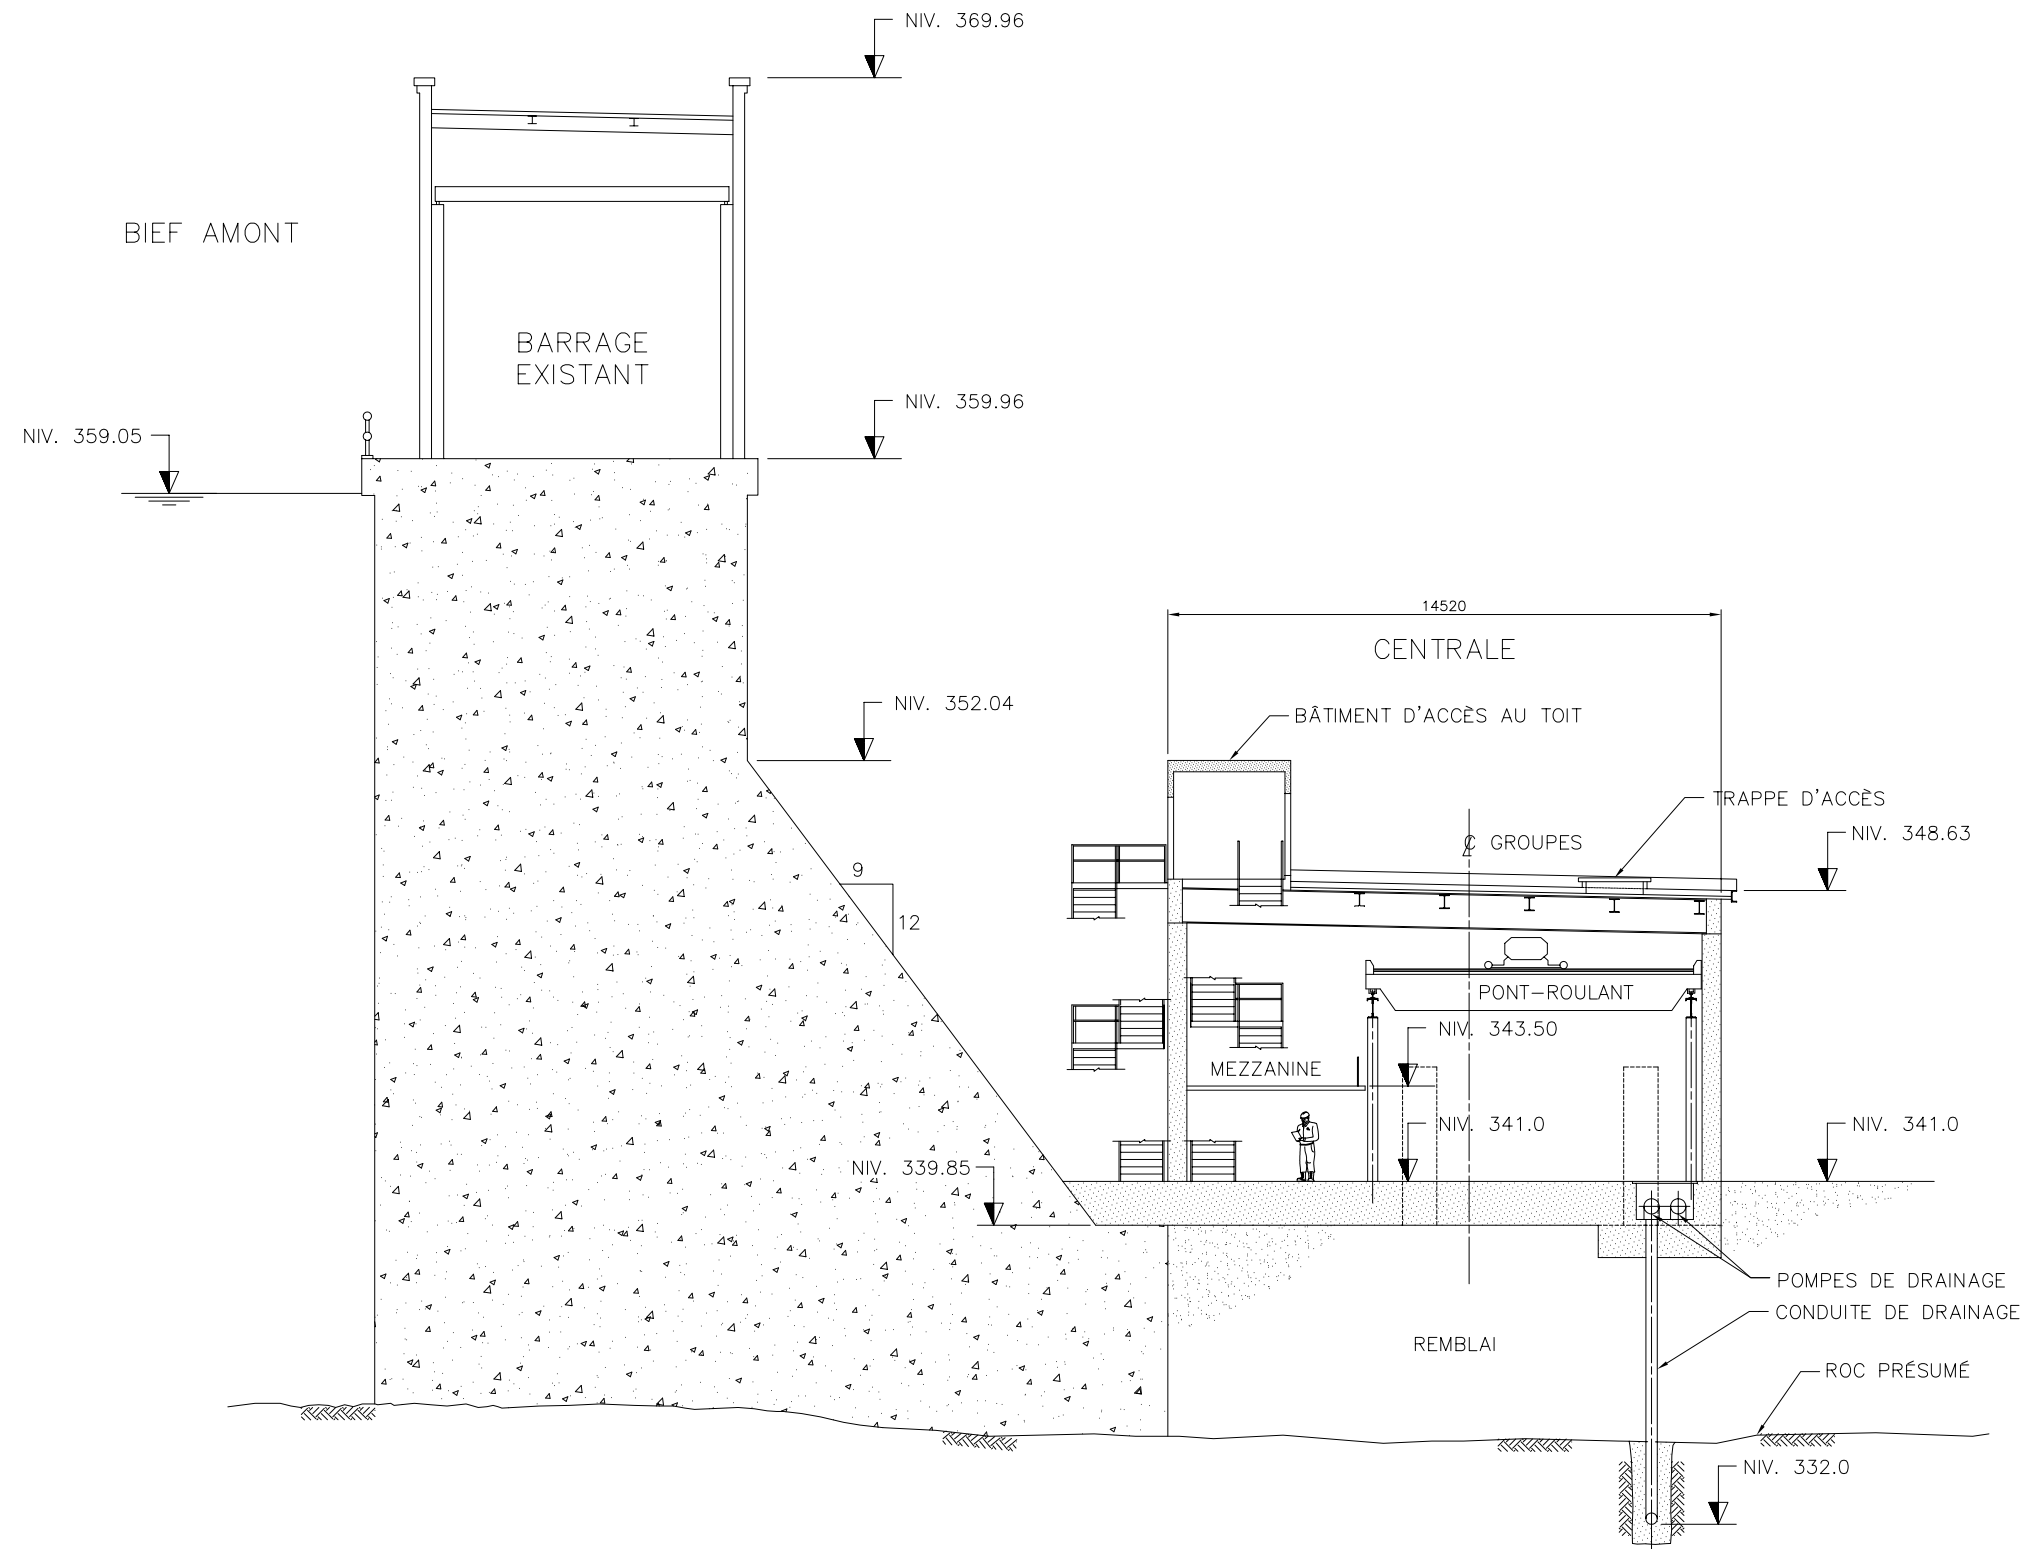 NIV. 369.96
BIEF AMONT
BARRAGE
EXISTANT
NIV. 359.96
NIV. 359.05
14520
CENTRALE
NIV. 352.04
BÂTIMENT D'ACCÈS AU TOIT
TRAPPE D'ACCÈS
NIV. 348.63
℄ GROUPES
9
12
PONT-ROULANT
NIV. 343.50
MEZZANINE
NIV. 341.0
NIV. 341.0
NIV. 339.85
POMPES DE DRAINAGE
CONDUITE DE DRAINAGE
REMBLAI
ROC PRÉSUMÉ
NIV. 332.0